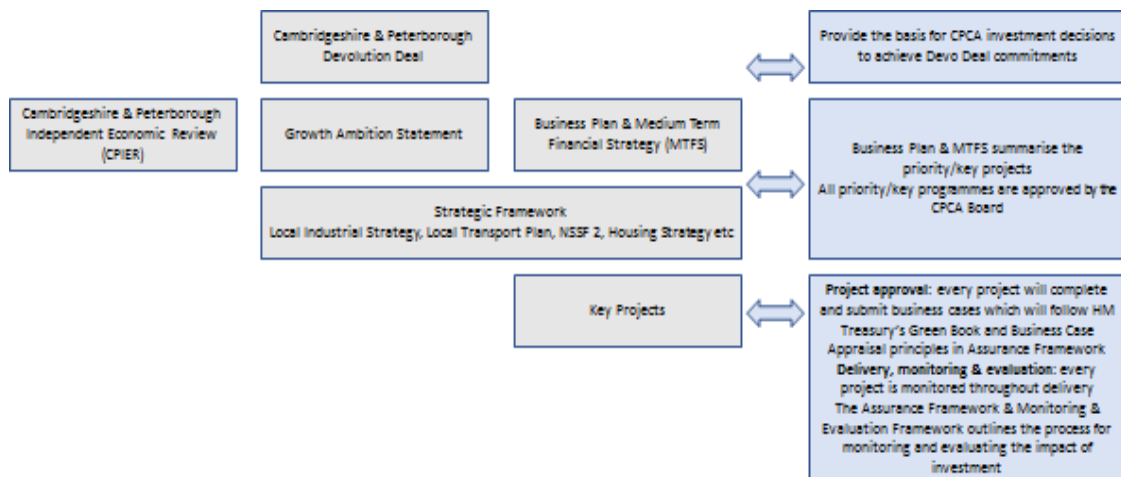 Cambridgeshire & Peterborough
Devolution Deal
Provide the basis for CPCA investment decisions
to achieve Devo Deal commitments
Cambridgeshire & Peterborough
Independent Economic Review
(CPIER)
Growth Ambition Statement
Business Plan & Medium Term
Financial Strategy (MTFS)
Business Plan & MTFS summarise the
priority/key projects
All priority/key programmes are approved by the
CPCA Board
Strategic Framework
Local Industrial Strategy, Local Transport Plan, NSSF 2, Housing Strategy etc
Key Projects
Project approval: every project will complete
and submit business cases which will follow HM
Treasury's Green Book and Business Case
Appraisal principles in Assurance Framework
Delivery, monitoring & evaluation: every
project is monitored throughout delivery
The Assurance Framework & Monitoring &
Evaluation Framework outlines the process for
monitoring and evaluating the impact of
investment